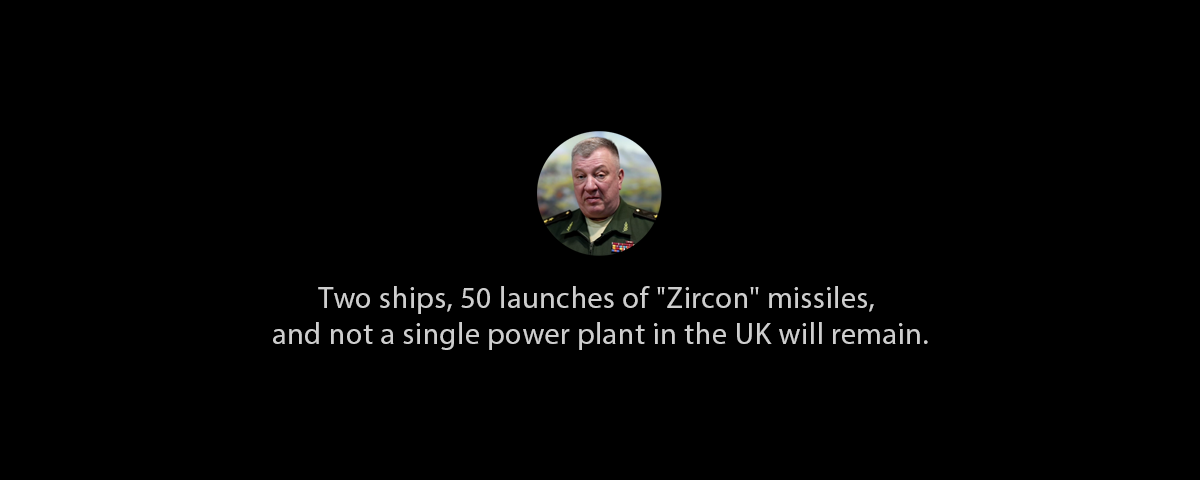 Two ships, 50 launches of "Zircon" missiles,
and not a single power plant in the UK will remain.